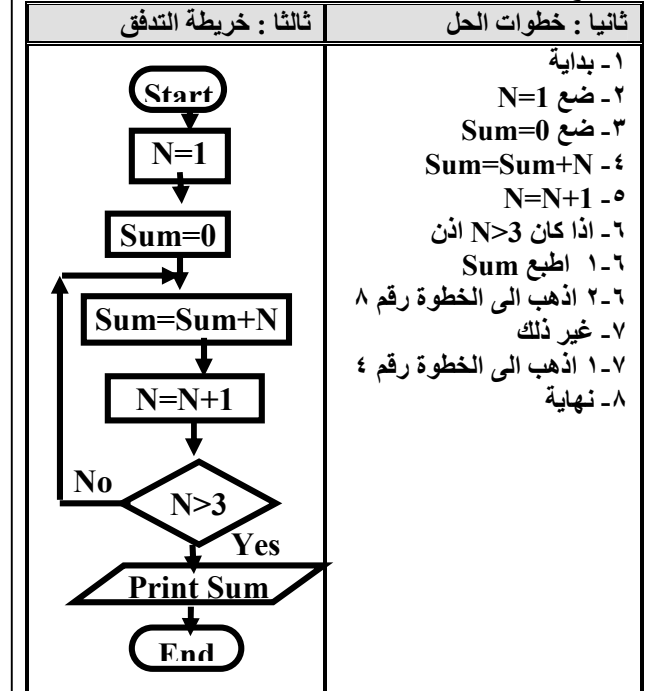 ثانيا : خطوات الحل
١- بداية
٢- ضع N=1
٣- ضع Sum=0
٤- Sum=Sum+N
٥- N=N+1
٦- اذا كان N>3 اذن
٦-١ اطبع Sum
٦-٢ اذهب الى الخطوة رقم ٨
٧- غير ذلك
٧-١ اذهب الى الخطوة رقم ٤
٨- نهاية
ثالثا : خريطة التدفق
Start
N=1
Sum=0
Sum=Sum+N
N=N+1
No
N>3
Yes
Print Sum
End